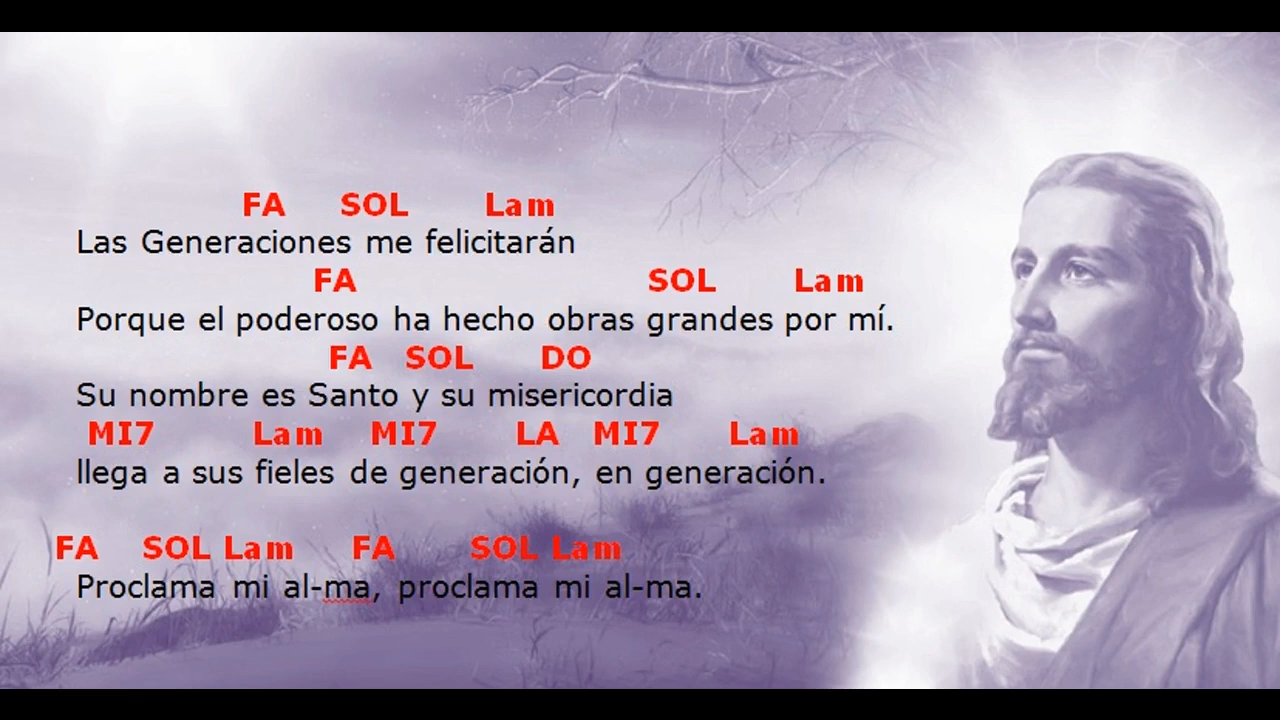 FA SOL Lam
Las Generaciones me felicitarán
FA SOL Lam
Porque el poderoso ha hecho obras grandes por mí.
FA SOL DO
Su nombre es Santo y su misericordia
MI7 Lam MI7 LA MI7 Lam
llega a sus fieles de generación, en generación.
FA SOL Lam FA SOL Lam
Proclama mi al-ma, proclama mi al-ma.